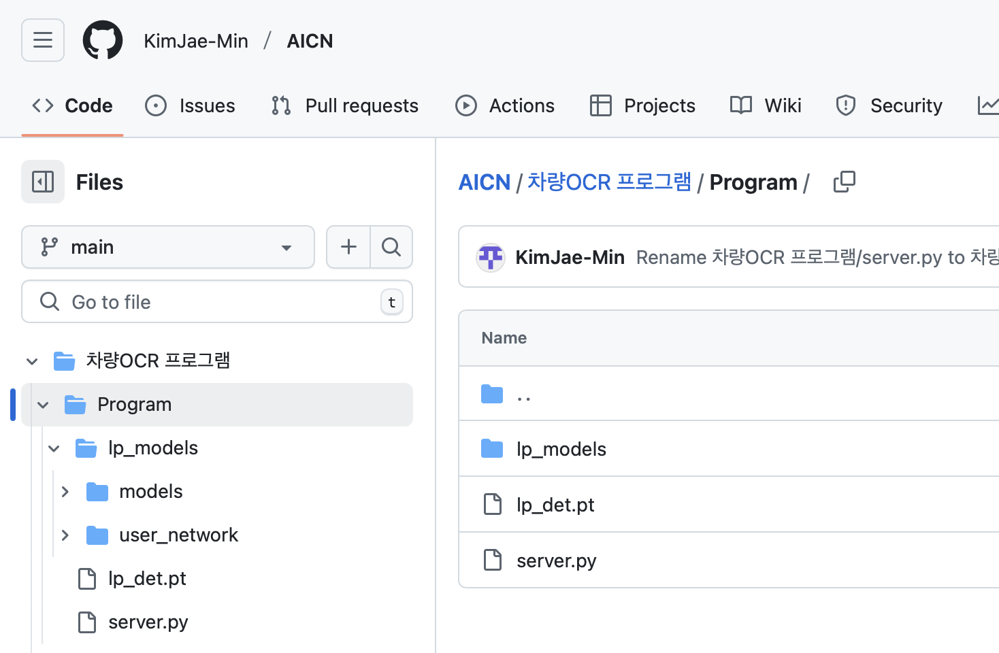 KimJae-Min / AICN
Code Issues Pull requests Actions Projects Wiki Security
Files
main
Go to file t
차량OCR 프로그램
Program
lp_models
models
user_network
lp_det.pt
server.py
AICN / 차량OCR 프로그램 / Program /
KimJae-Min Rename 차량OCR 프로그램/server.py to 차량
Name
..
lp_models
lp_det.pt
server.py